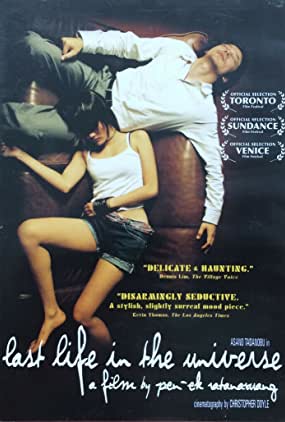 OFFICIAL SELECTION
TORONTO
Film Festival
OFFICIAL SELECTION
SUNDANCE
Film Festival
OFFICIAL SELECTION
VENICE
Film Festival
"DELICATE & HAUNTING."
Dennis Lim, The Village Voice
"DISARMINGLY SEDUCTIVE.
A stylish, slightly surreal mood piece."
Kevin Thomas, The Los Angeles Times
ASANO TADANOBU in
last life in the universe
a film by pen-ek ratanaruang
cinematography by CHRISTOPHER DOYLE